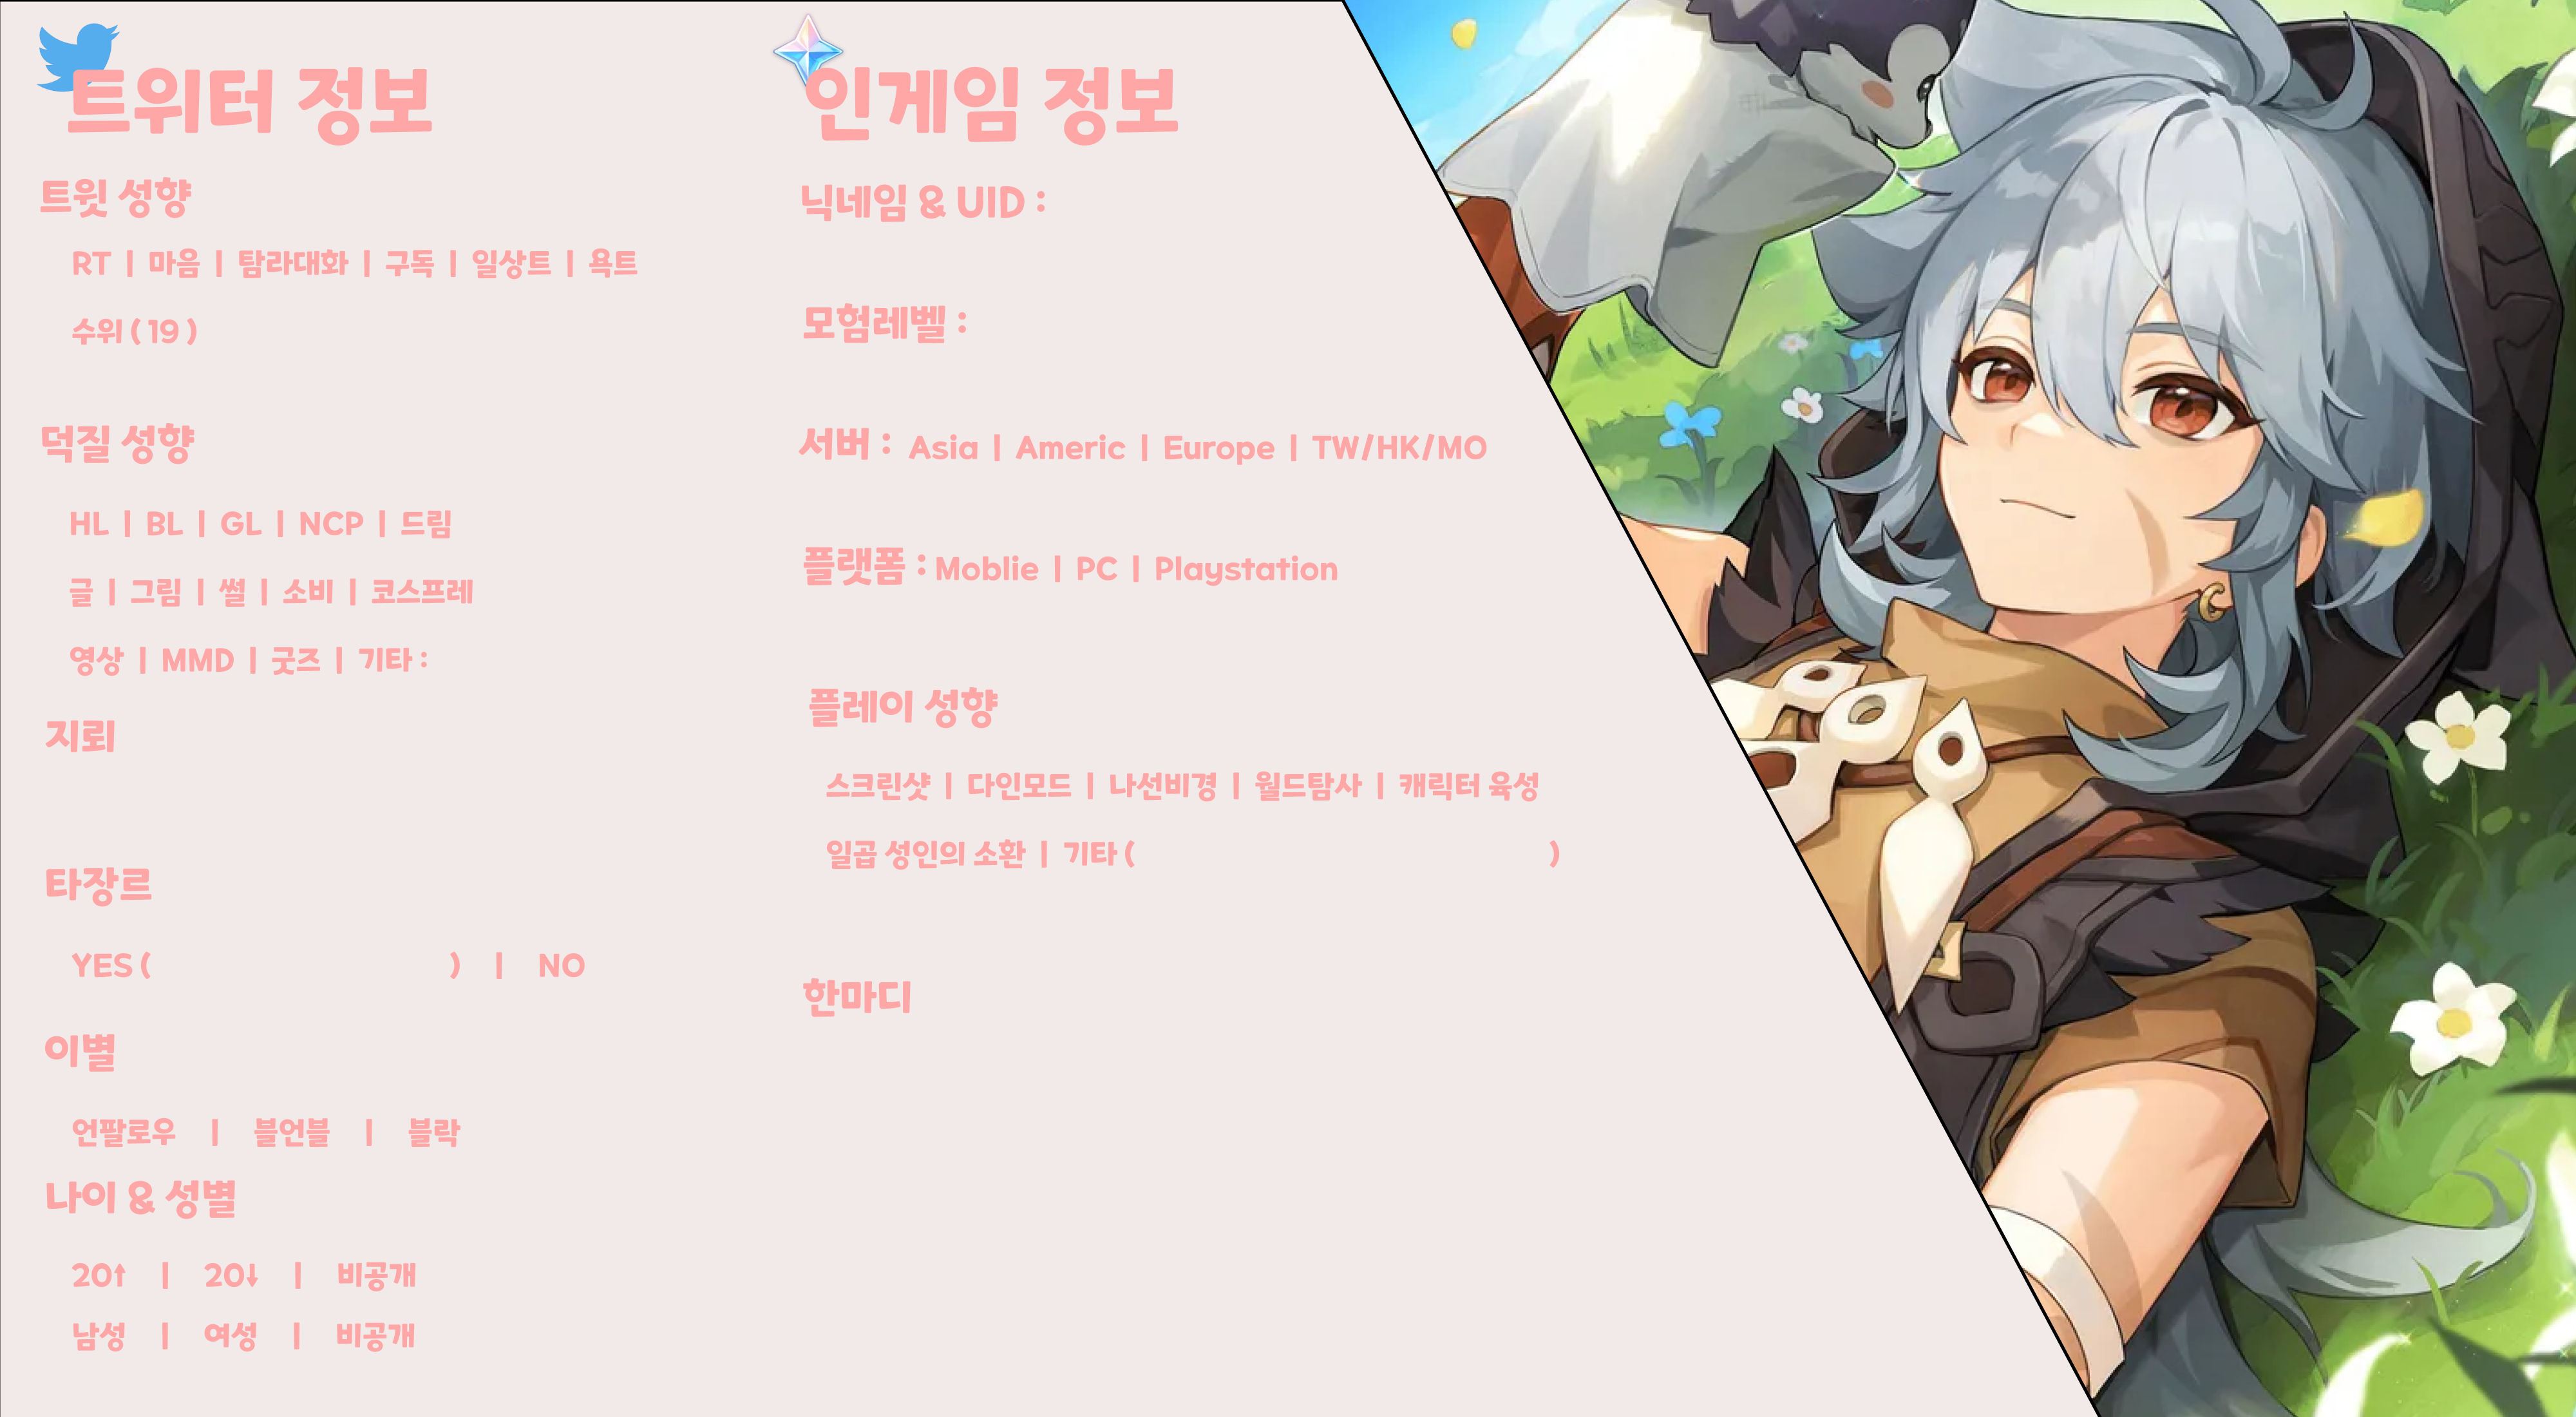 트위터 정보
트윗 성향
RT | 마음 | 탐라대화 | 구독 | 일상트 | 욕트
수위 ( 19 )
덕질 성향
HL | BL | GL | NCP | 드림
글 | 그림 | 썰 | 소비 | 코스프레
영상 | MMD | 굿즈 | 기타 :
지뢰
타장르
YES ( ) | NO
이별
언팔로우 | 블언블 | 블락
나이 & 성별
20↑ | 20↓ | 비공개
남성 | 여성 | 비공개
인게임 정보
닉네임 & UID :
모험레벨 :
서버 : Asia | Americ | Europe | TW/HK/MO
플랫폼 : Moblie | PC | Playstation
플레이 성향
스크린샷 | 다인모드 | 나선비경 | 월드탐사 | 캐릭터 육성
일곱 성인의 소환 | 기타 ( )
한마디